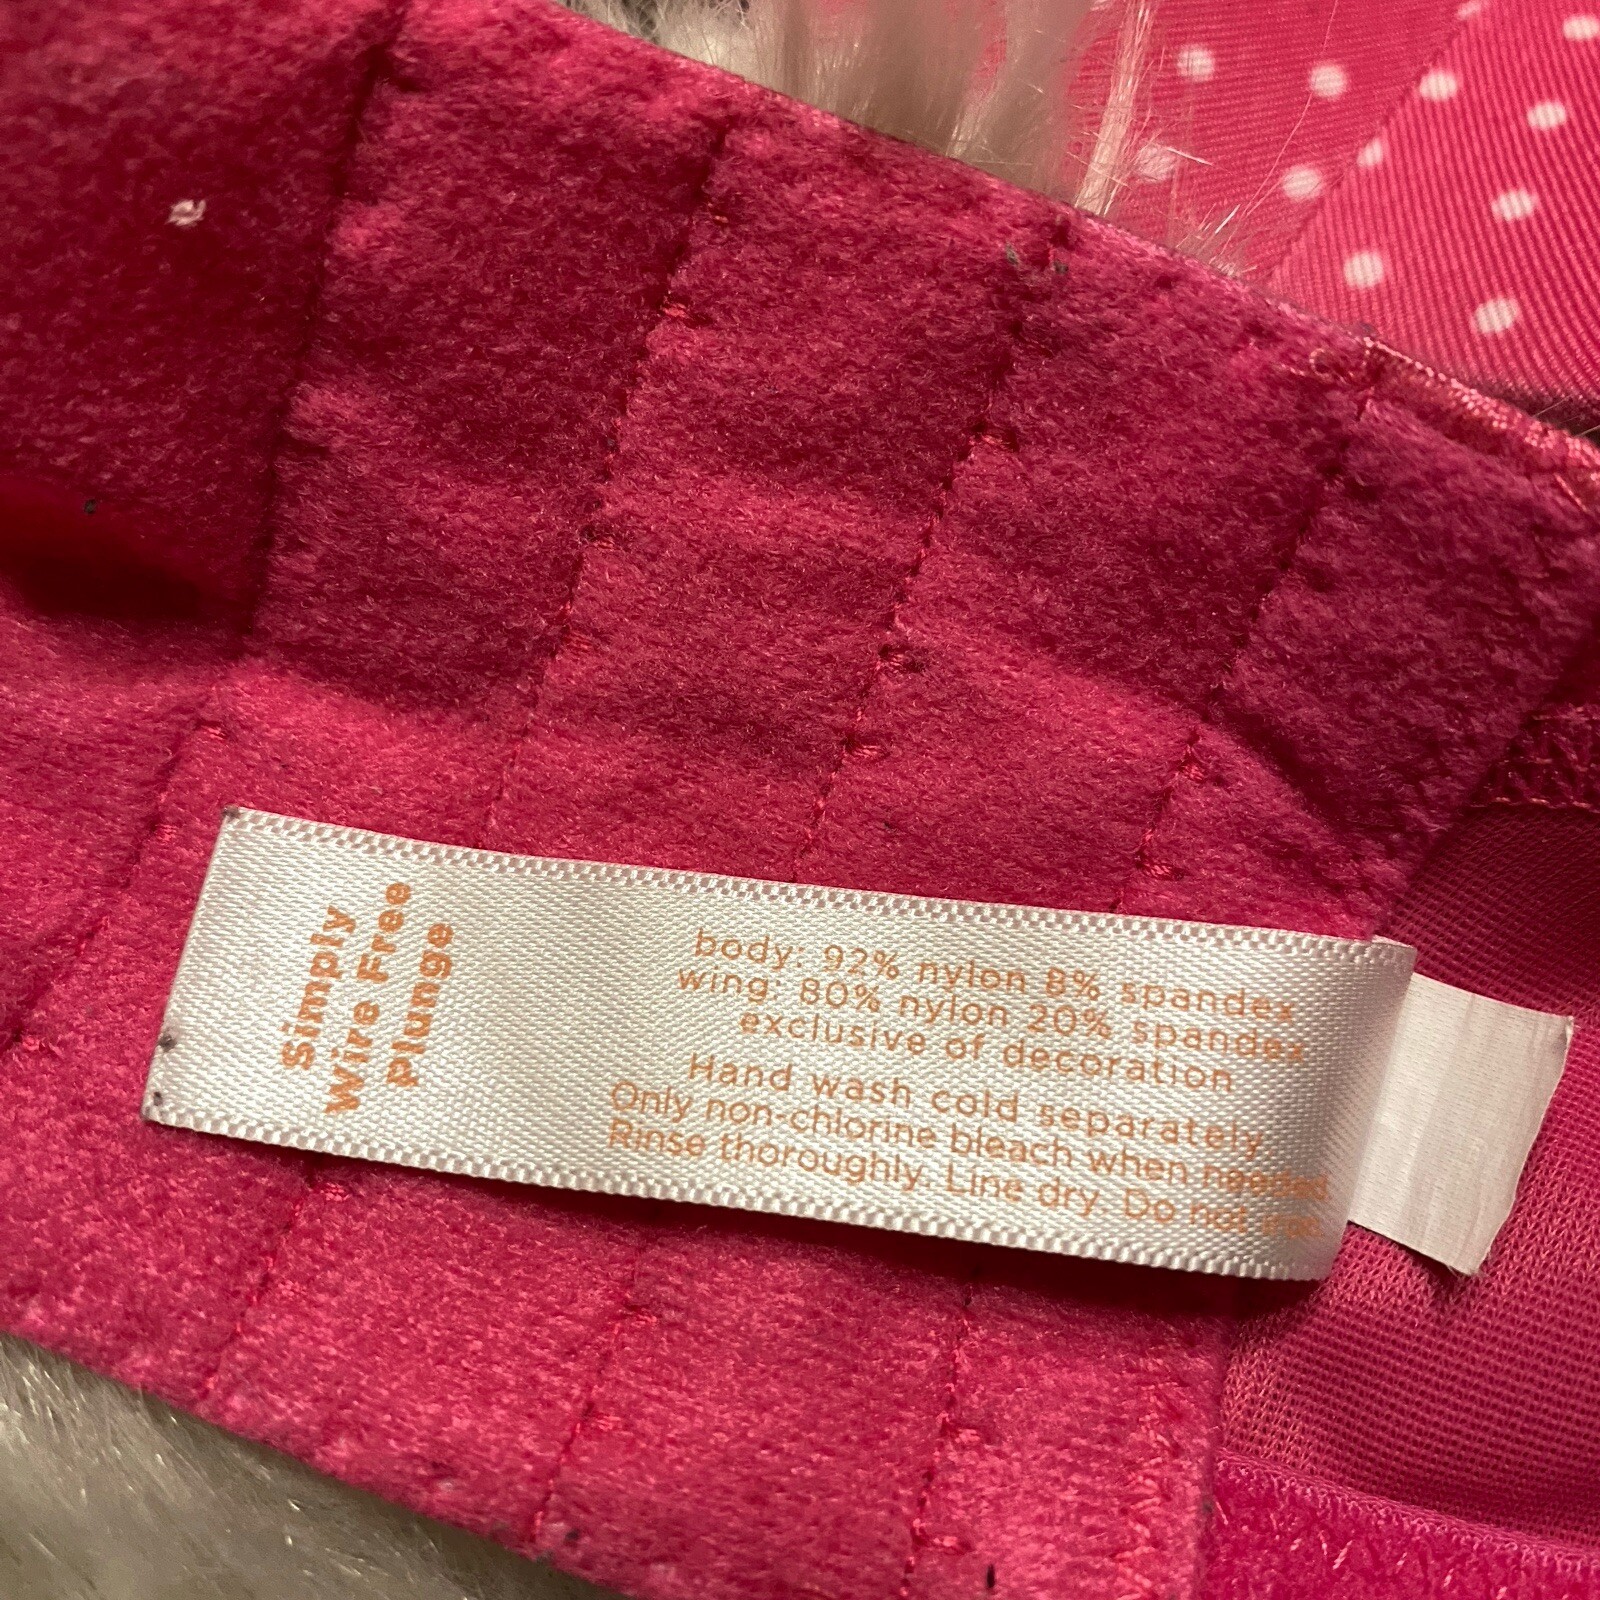 Simply
Wire Free
plunge
body: 92% nylon 8% spandex
wing: 80% nylon 20% spandex
exclusive of decoration
Hand wash cold separately
Only non-chlorine bleach when needed.
Rinse thoroughly. Line dry. Do not iron.